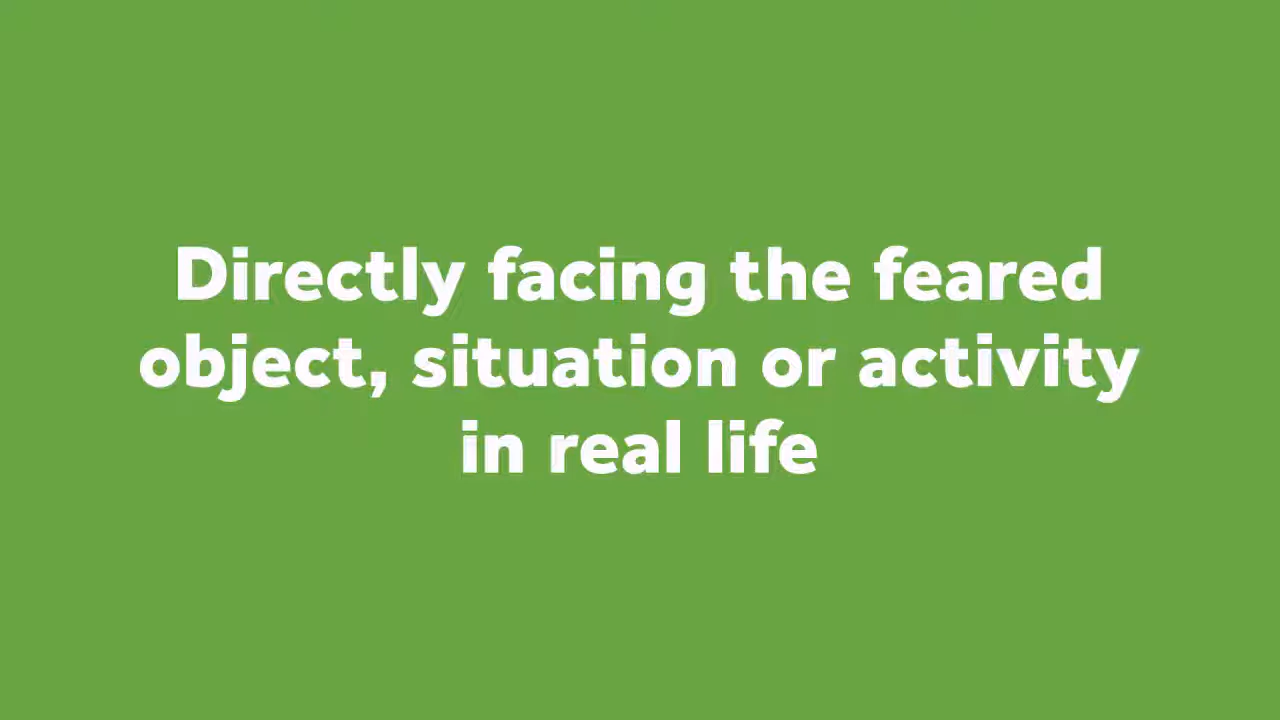 Directly facing the feared
object, situation or activity
in real life